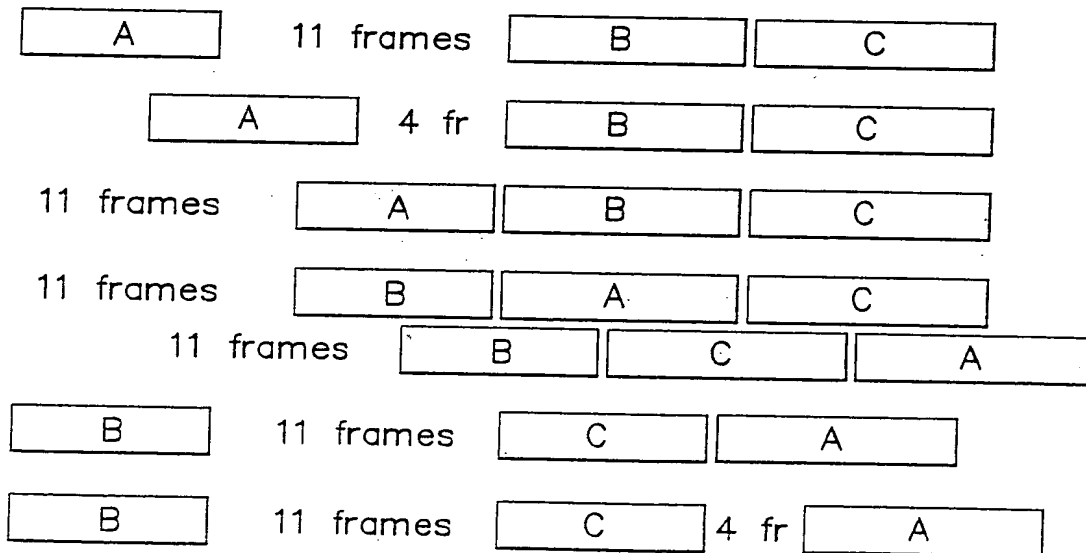 A 11 frames B C
A 4 fr B C
11 frames A B C
11 frames B A C
11 frames B C A
B 11 frames C A
B 11 frames C 4 fr A